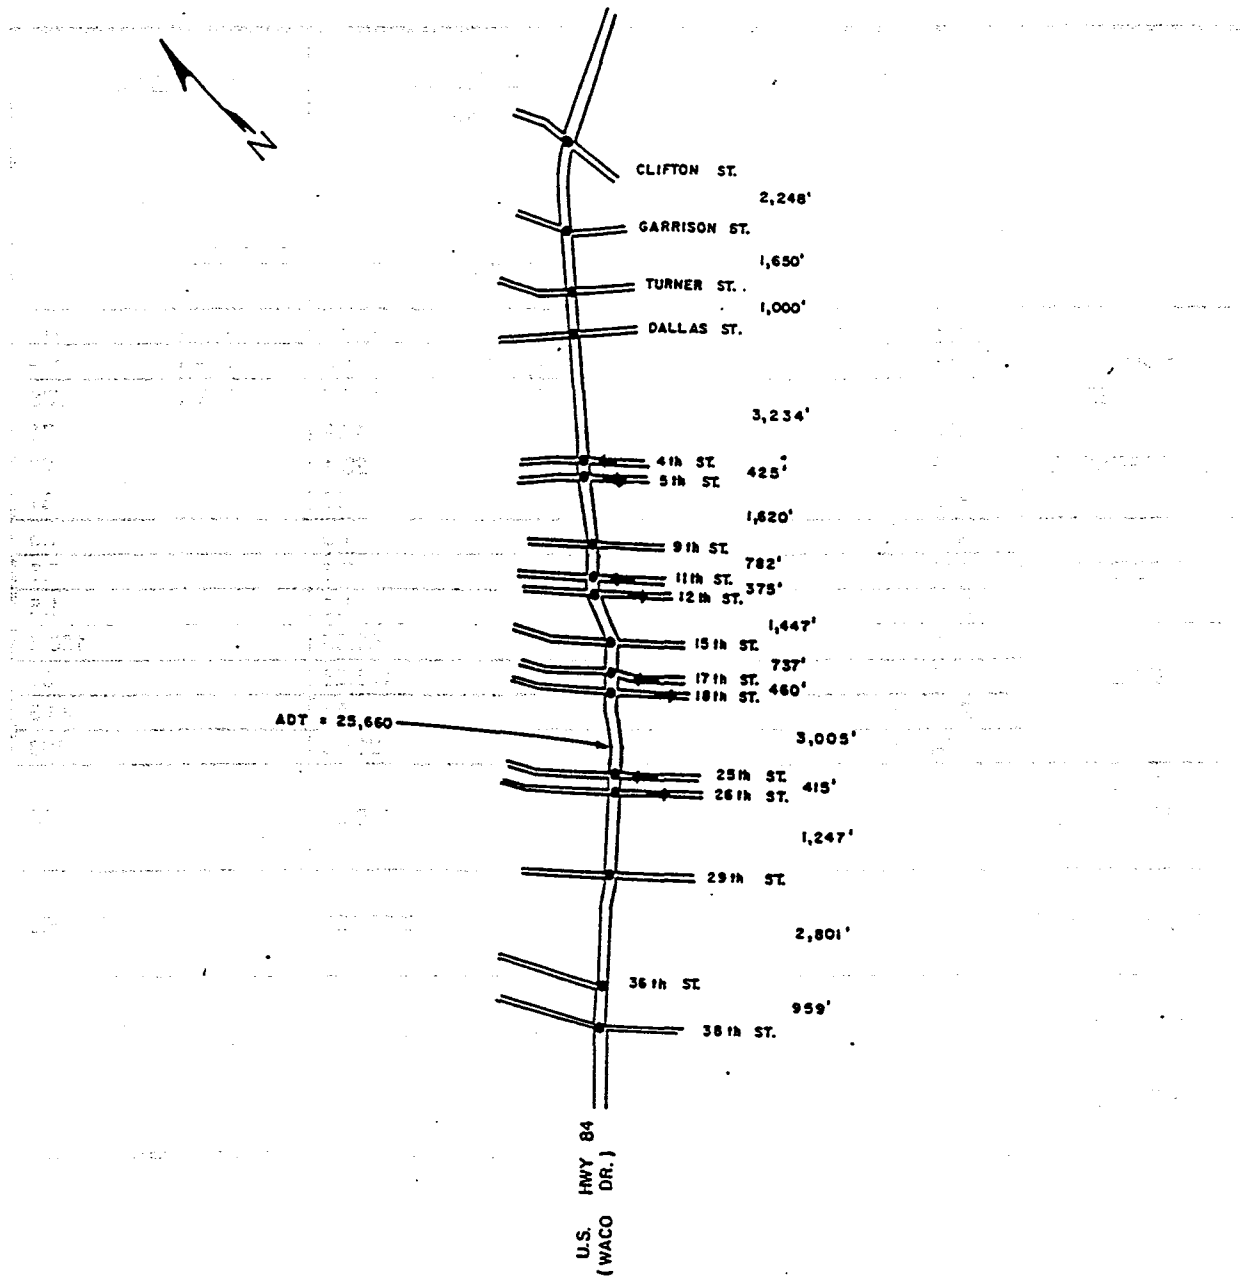 N
CLIFTON ST.
2,248'
GARRISON ST.
1,650'
TURNER ST.
1,000'
DALLAS ST.
3,234'
4th ST.
425'
5th ST.
1,620'
9th ST.
782'
11th ST.
375'
12th ST.
1,447'
15th ST.
737'
17th ST.
460'
18th ST.
ADT = 25,660
3,005'
25th ST.
415'
26th ST.
1,247'
29th ST.
2,801'
36th ST.
959'
38th ST.
U.S. HWY 84
(WACO DR.)